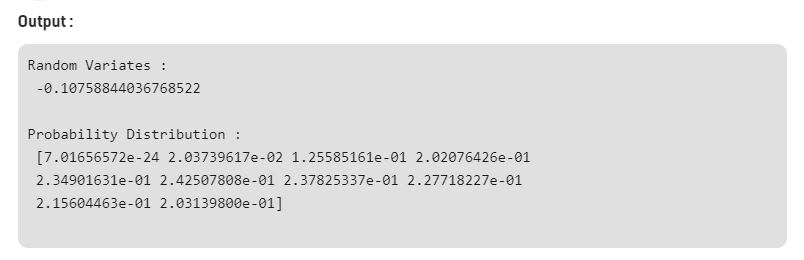 Output :
Random Variates :
-0.10758844036768522
Probability Distribution :
[7.01656572e-24 2.03739617e-02 1.25585161e-01 2.02076426e-01
2.34901631e-01 2.42507808e-01 2.37825337e-01 2.27718227e-01
2.15604463e-01 2.03139800e-01]